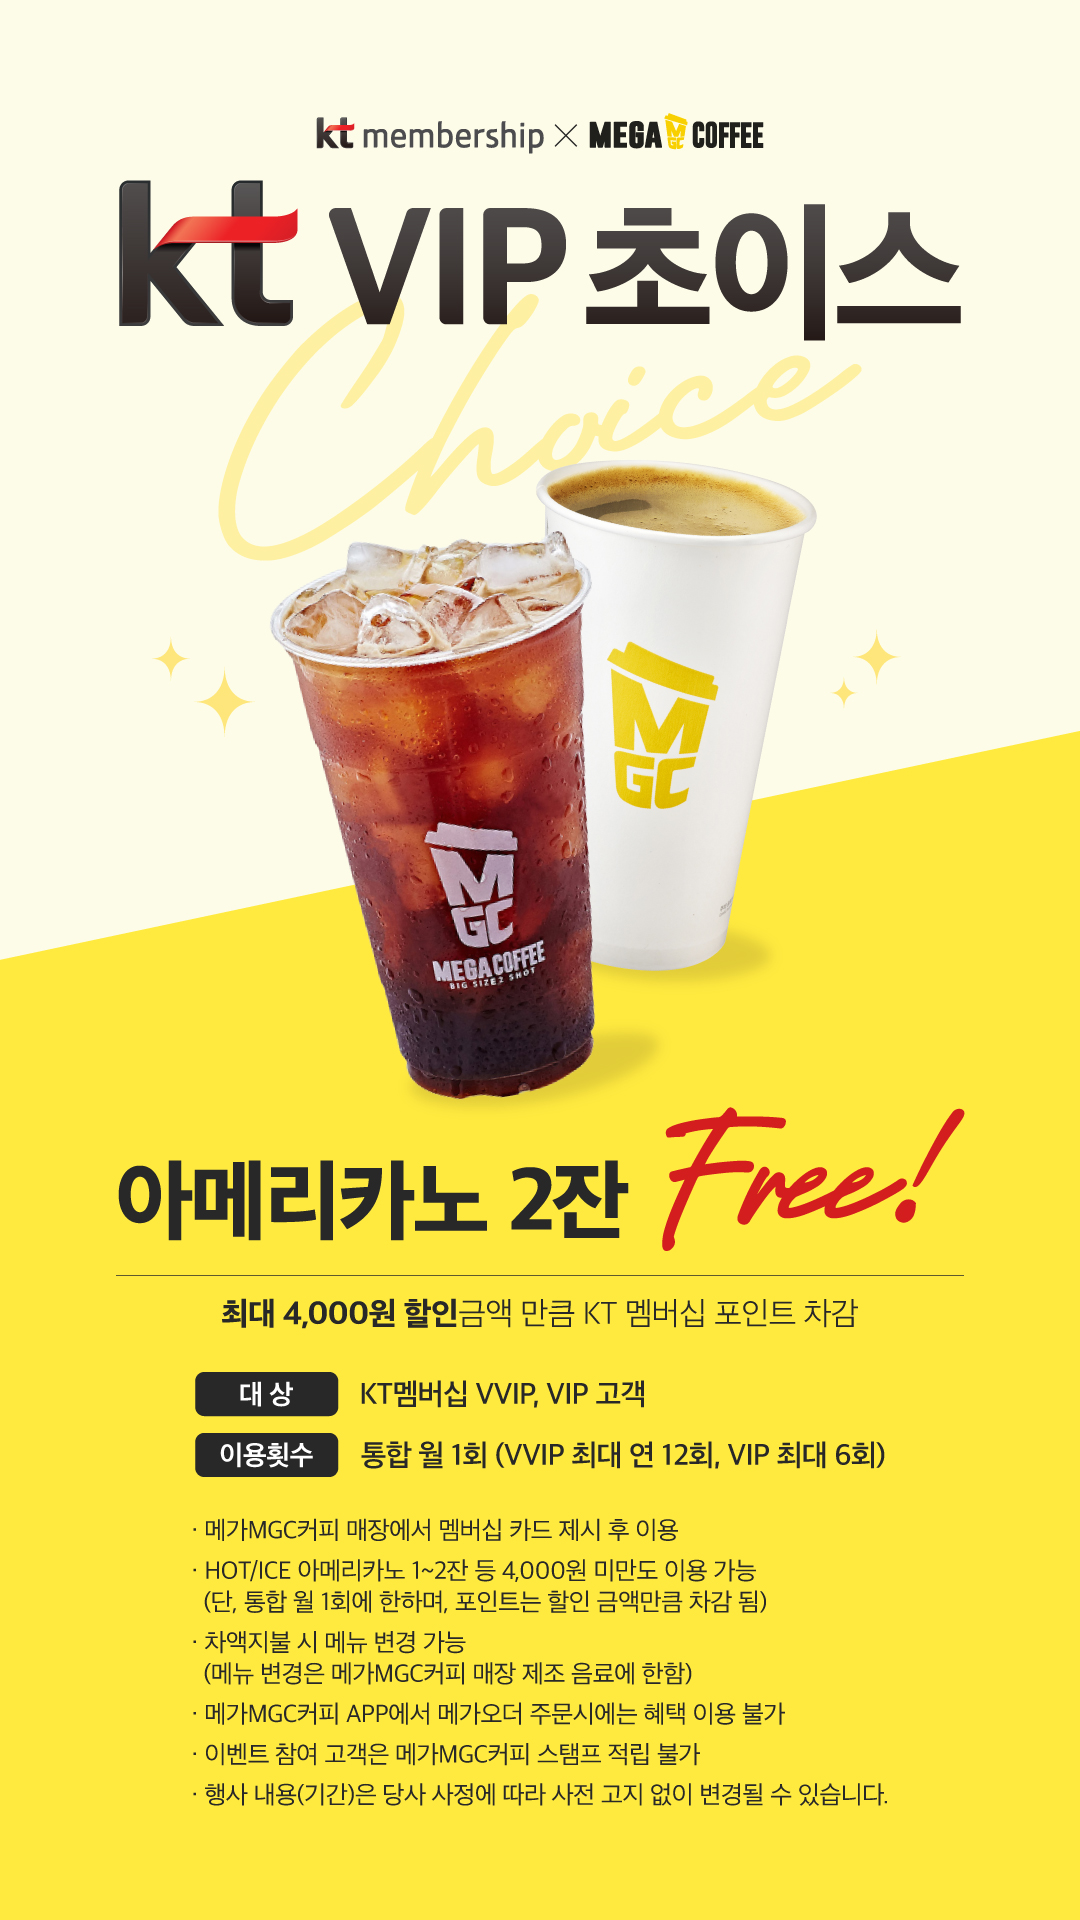 kt membership × MEGA MGC COFFEE
kt VIP 초이스
Choice
M
GC
M
GC
MEGA COFFEE
BIG SIZE 2 SHOT
아메리카노 2잔 Free!
최대 4,000원 할인금액 만큼 KT 멤버십 포인트 차감
대 상 KT멤버십 VVIP, VIP 고객
이용횟수 통합 월 1회 (VVIP 최대 연 12회, VIP 최대 6회)
· 메가MGC커피 매장에서 멤버십 카드 제시 후 이용
· HOT/ICE 아메리카노 1~2잔 등 4,000원 미만도 이용 가능
(단, 통합 월 1회에 한하며, 포인트는 할인 금액만큼 차감 됨)
· 차액지불 시 메뉴 변경 가능
(메뉴 변경은 메가MGC커피 매장 제조 음료에 한함)
· 메가MGC커피 APP에서 메가오더 주문시에는 혜택 이용 불가
· 이벤트 참여 고객은 메가MGC커피 스탬프 적립 불가
· 행사 내용(기간)은 당사 사정에 따라 사전 고지 없이 변경될 수 있습니다.